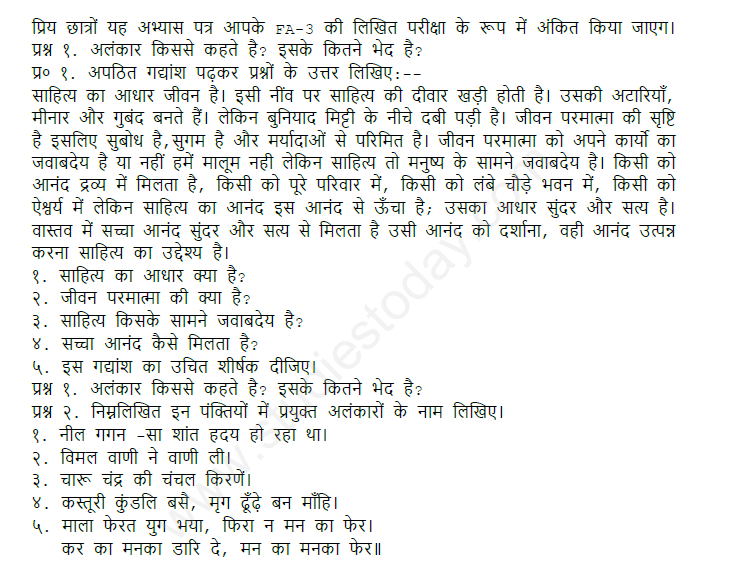 प्रिय छात्रों यह अभ्यास पत्र आपके FA-3 की लिखित परीक्षा के रूप में अंकित किया जाएग।
प्रश्न १. अलंकार किससे कहते है? इसके कितने भेद है?
प्र० १. अपठित गद्यांश पढ़कर प्रश्नों के उत्तर लिखिए:--
साहित्य का आधार जीवन है। इसी नींव पर साहित्य की दीवार खड़ी होती है। उसकी अटारियाँ,
मीनार और गुबंद बनते हैं। लेकिन बुनियाद मिट्टी के नीचे दबी पड़ी है। जीवन परमात्मा की सृष्टि
है इसलिए सुबोध है,सुगम है और मर्यादाओं से परिमित है। जीवन परमात्मा को अपने कार्यो का
जवाबदेय है या नहीं हमें मालूम नही लेकिन साहित्य तो मनुष्य के सामने जवाबदेय है। किसी को
आनंद द्रव्य में मिलता है, किसी को पूरे परिवार में, किसी को लंबे चौड़े भवन में, किसी को
ऐश्वर्य में लेकिन साहित्य का आनंद इस आनंद से ऊँचा है; उसका आधार सुंदर और सत्य है।
वास्तव में सच्चा आनंद सुंदर और सत्य से मिलता है उसी आनंद को दर्शाना, वही आनंद उत्पन्न
करना साहित्य का उद्देश्य है।
१. साहित्य का आधार क्या है?
२. जीवन परमात्मा की क्या है?
३. साहित्य किसके सामने जवाबदेय है?
४. सच्चा आनंद कैसे मिलता है?
५. इस गद्यांश का उचित शीर्षक दीजिए।
प्रश्न १. अलंकार किससे कहते है? इसके कितने भेद है?
प्रश्न २. निम्नलिखित इन पंक्तियों में प्रयुक्त अलंकारों के नाम लिखिए।
१. नील गगन -सा शांत हदय हो रहा था।
२. विमल वाणी ने वाणी ली।
३. चारू चंद्र की चंचल किरणें।
४. कस्तूरी कुंडलि बसै, मृग ढूँढ़े बन माँहि।
५. माला फेरत युग भया, फिरा न मन का फेर।
कर का मनका डारि दे, मन का मनका फेर॥
www.studiestoday.com